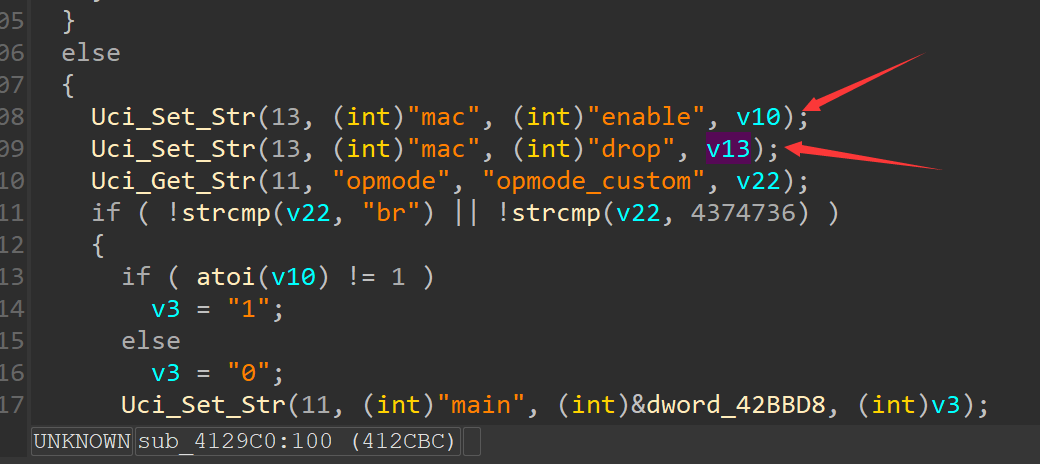 05 }
06 else
07 {
08 Uci_Set_Str(13, (int)"mac", (int)"enable", v10);
09 Uci_Set_Str(13, (int)"mac", (int)"drop", v13);
10 Uci_Get_Str(11, "opmode", "opmode_custom", v22);
11 if ( !strcmp(v22, "br") || !strcmp(v22, 4374736) )
12 {
13 if ( atoi(v10) != 1 )
14 v3 = "1";
15 else
16 v3 = "0";
17 Uci_Set_Str(11, (int)"main", (int)&dword_42BBD8, (int)v3);
UNKNOWN sub_4129C0:100 (412CBC)